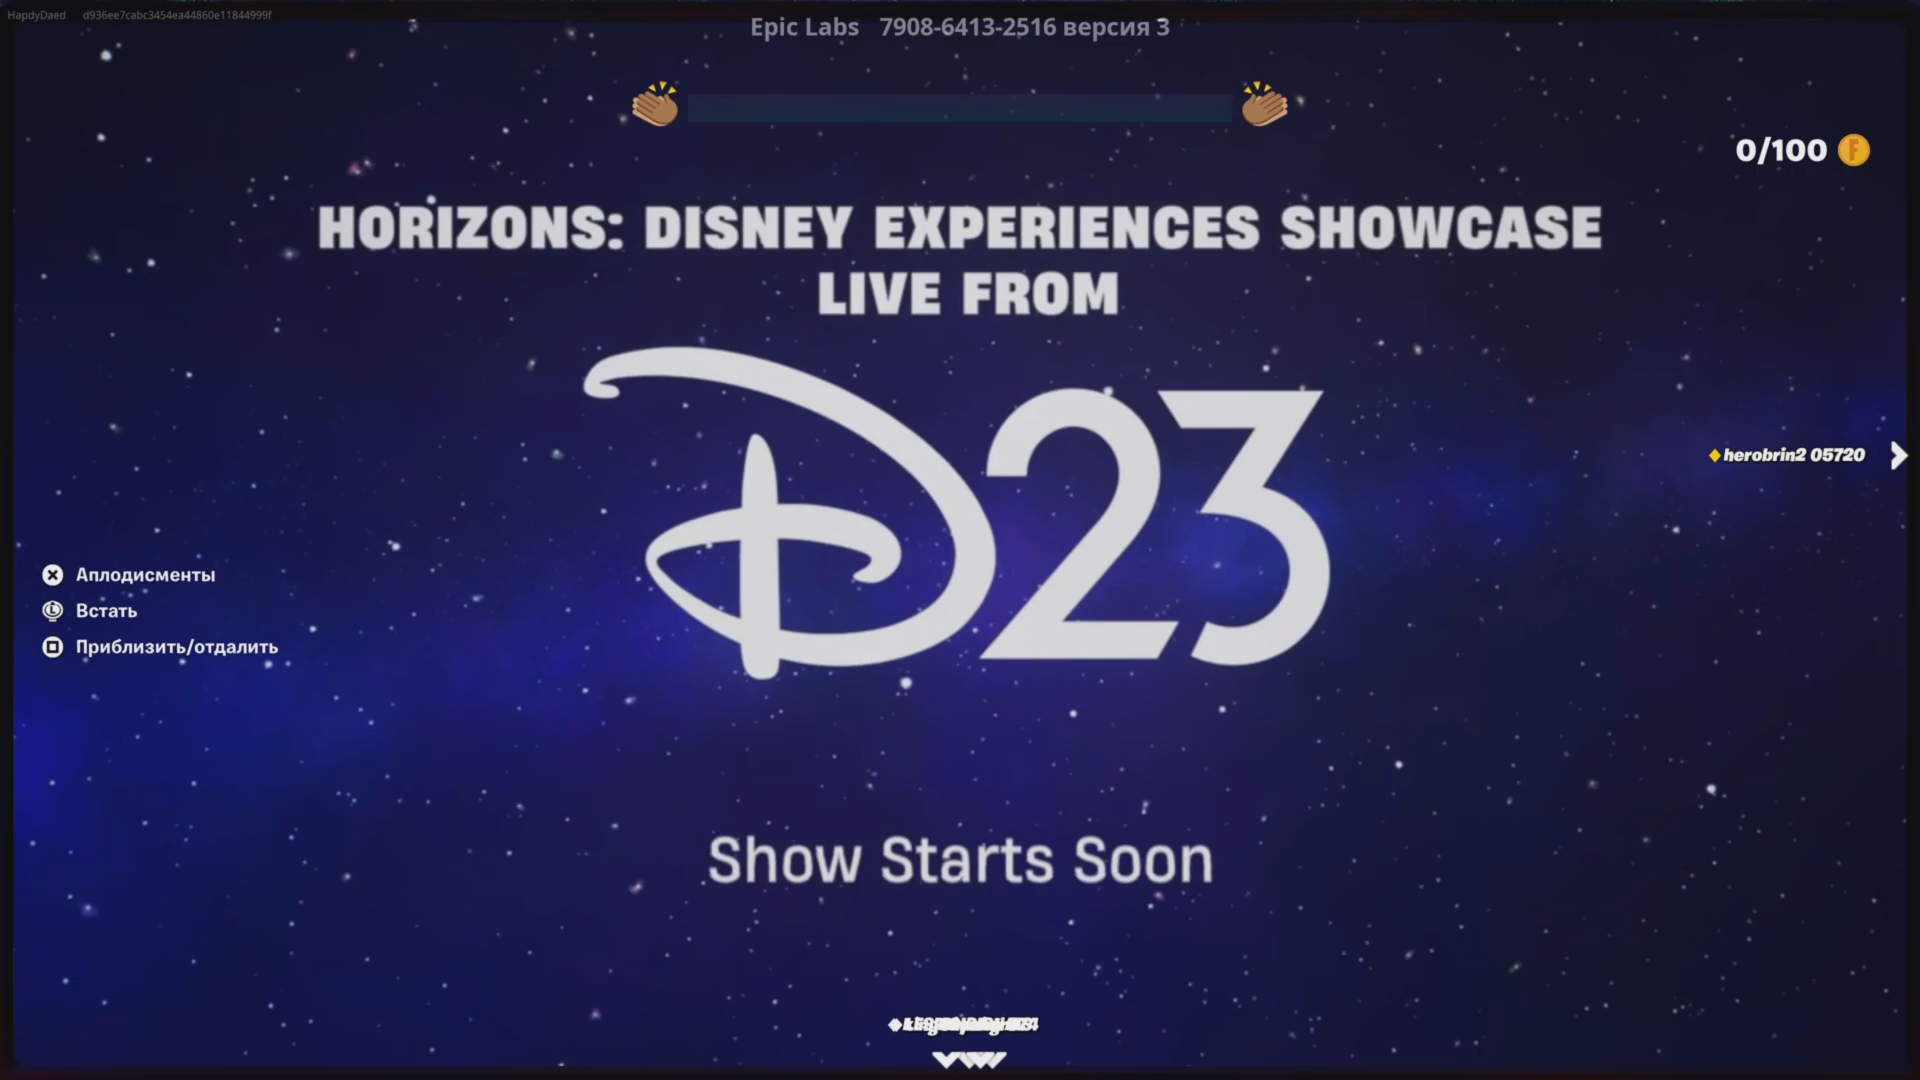 HapdyDaed d936ee7cabc3454ea44860e11844999f
Epic Labs 7908-6413-2516 версия 3
0/100
HORIZONS: DISNEY EXPERIENCES SHOWCASE
LIVE FROM
D23
herobrin2 05720
Аплодисменты
Встать
Приблизить/отдалить
Show Starts Soon